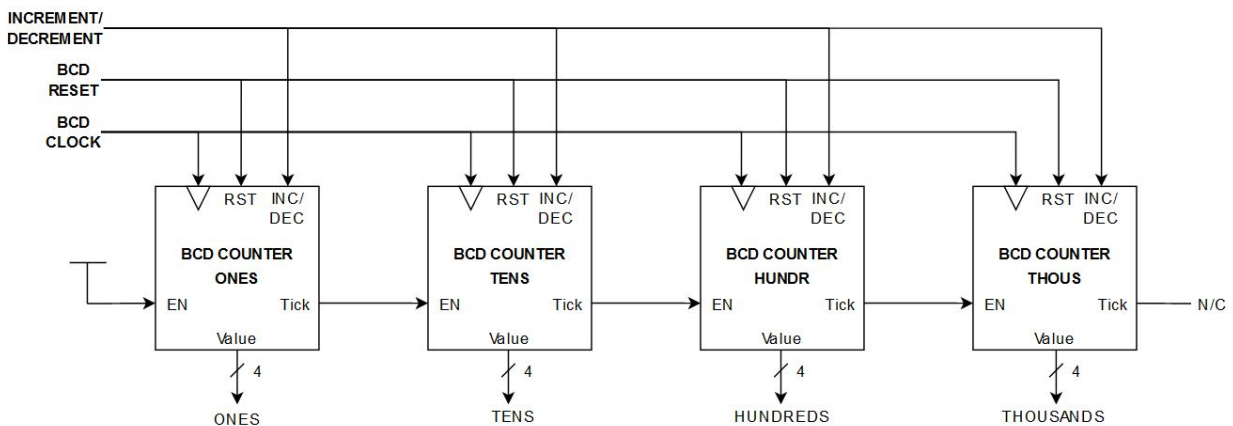 INCREMENT/
DECREMENT
BCD
RESET
BCD
CLOCK
RST INC/
DEC
BCD COUNTER
ONES
EN Tick
Value
4
ONES
RST INC/
DEC
BCD COUNTER
TENS
EN Tick
Value
4
TENS
RST INC/
DEC
BCD COUNTER
HUNDR
EN Tick
Value
4
HUNDREDS
RST INC/
DEC
BCD COUNTER
THOUS
EN Tick
Value
4
THOUSANDS
N/C